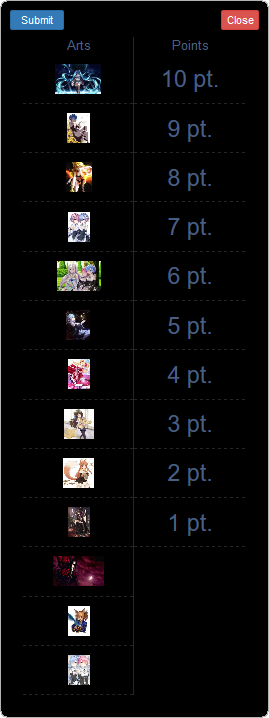 Submit Close
Arts Points
10 pt.
9 pt.
8 pt.
7 pt.
6 pt.
5 pt.
4 pt.
3 pt.
2 pt.
1 pt.